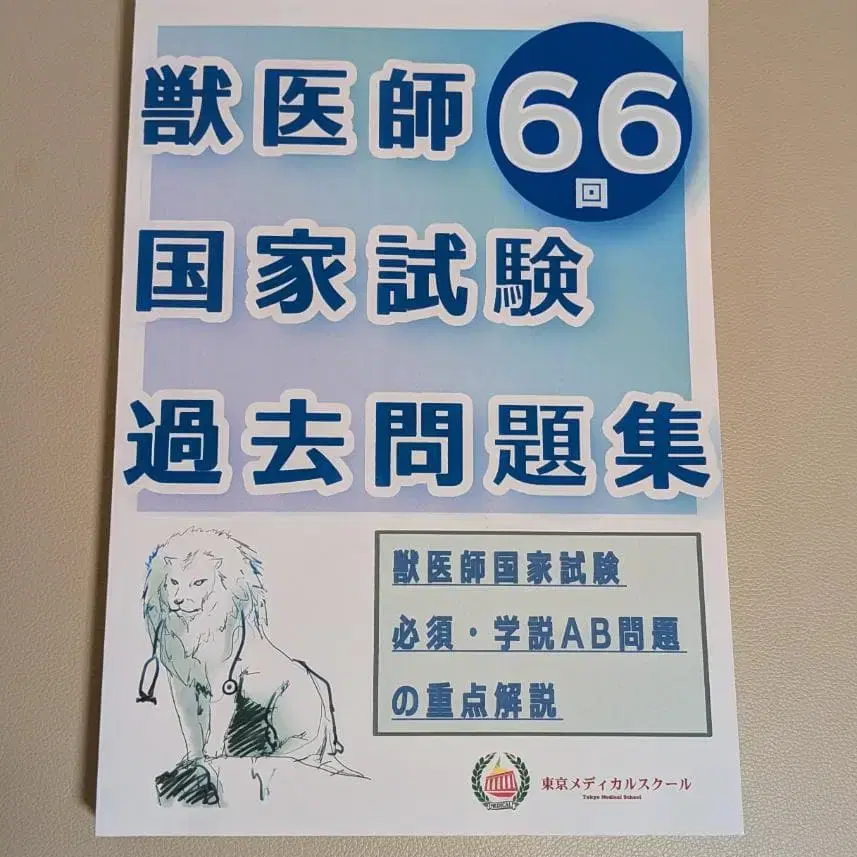 獣医師
66
回
国家試験
過去問題集
獣医師国家試験
必須・学説AB問題
の重点解説
東京メディカルスクール
Tokyo Medical School
MEDICAL